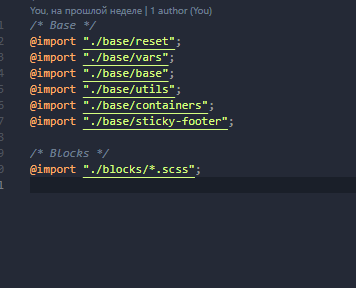 You, на прошлой неделе | 1 author (You)
/* Base */
@import "./base/reset";
@import "./base/vars";
@import "./base/base";
@import "./base/utils";
@import "./base/containers";
@import "./base/sticky-footer";
/* Blocks */
@import "./blocks/*.scss";